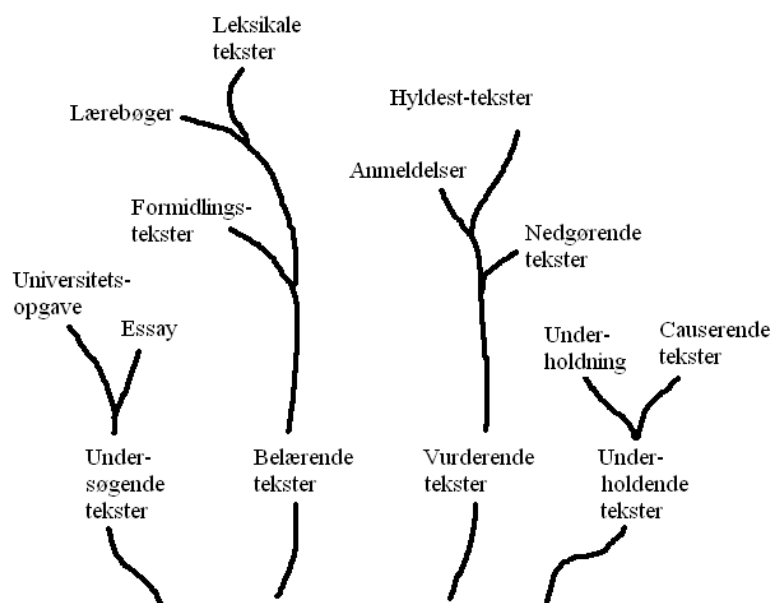 Leksikale
tekster
Lærebøger
Hyldest-tekster
Anmeldelser
Formidlings-
tekster
Nedgørende
tekster
Universitets-
opgave
Essay
Under-
holdning
Causerende
tekster
Under-
søgende
tekster
Belærende
tekster
Vurderende
tekster
Under-
holdende
tekster